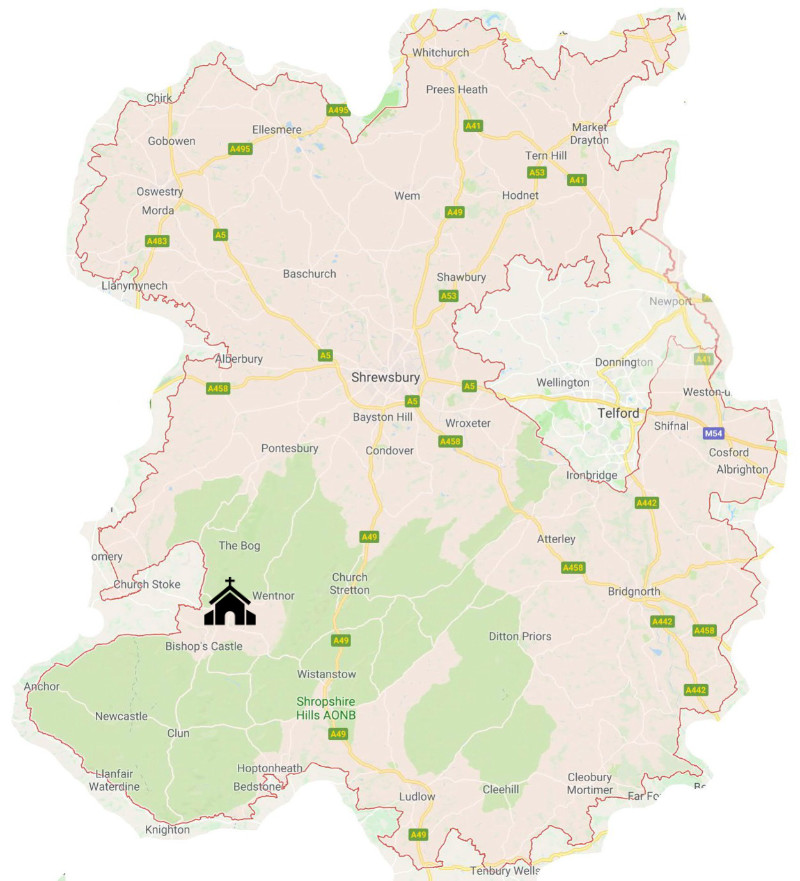 M
Whitchurch
Prees Heath
Chirk
A495
Ellesmere
A41
Market
Drayton
Gobowen
A495
Tern Hill
A53
A41
Oswestry
Wem
Hodnet
Morda
A49
A5
A483
Baschurch
Shawbury
Llanymynech
A53
Newport
Alberbury
A5
Donnington
A41
Shrewsbury
Wellington
A458
A5
Weston-u
A5
Telford
Bayston Hill
Wroxeter
Shifnal
M54
A458
Pontesbury
Condover
Cosford
Albrighton
Ironbridge
A442
A49
Atterley
The Bog
omery
A458
Church Stoke
Church
Stretton
Wentnor
Bridgnorth
A442
A458
Ditton Priors
A49
Bishop's Castle
Wistanstow
Anchor
A442
Shropshire
Hills AONB
Newcastle
Clun
A49
Hoptonheath
Llanfair
Waterdine
Bedstone
Cleobury
Mortimer
Cleehill
Ludlow
Far Fo
Knighton
A49
Tenbury Wells